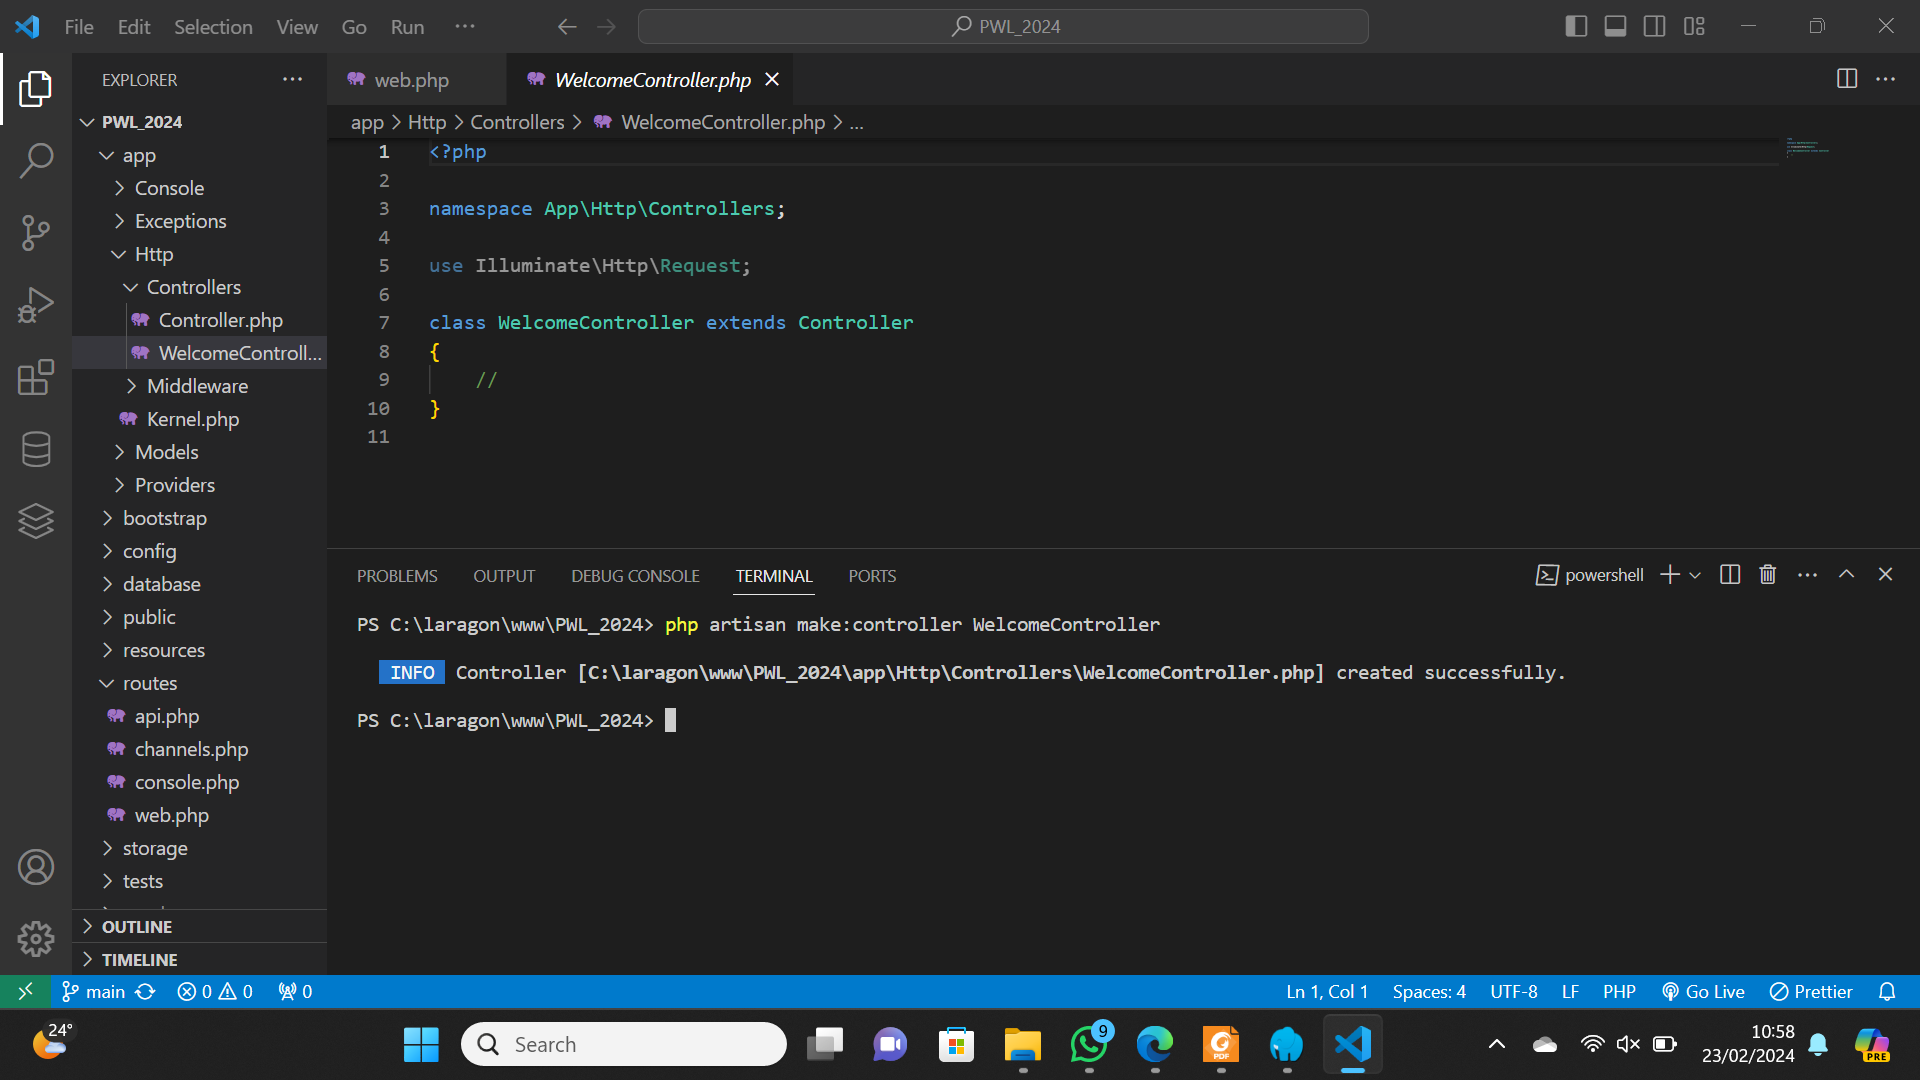 File Edit Selection View Go Run ···
PWL_2024
EXPLORER ···
web.php
WelcomeController.php
app > Http > Controllers > WelcomeController.php > ...
PWL_2024
app
Console
Exceptions
Http
Controllers
Controller.php
WelcomeControll...
Middleware
Kernel.php
Models
Providers
bootstrap
config
database
public
resources
routes
api.php
channels.php
console.php
web.php
storage
tests
OUTLINE
TIMELINE
1 <?php
2
3 namespace App\Http\Controllers;
4
5 use Illuminate\Http\Request;
6
7 class WelcomeController extends Controller
8 {
9 //
10 }
11
PROBLEMS OUTPUT DEBUG CONSOLE TERMINAL PORTS
powershell
PS C:\laragon\www\PWL_2024> php artisan make:controller WelcomeController
INFO Controller [C:\laragon\www\PWL_2024\app\Http\Controllers\WelcomeController.php] created successfully.
PS C:\laragon\www\PWL_2024>
main 0 0 0
Ln 1, Col 1 Spaces: 4 UTF-8 LF PHP Go Live Prettier
24°
Search
PDF
9
10:58
23/02/2024
PRE